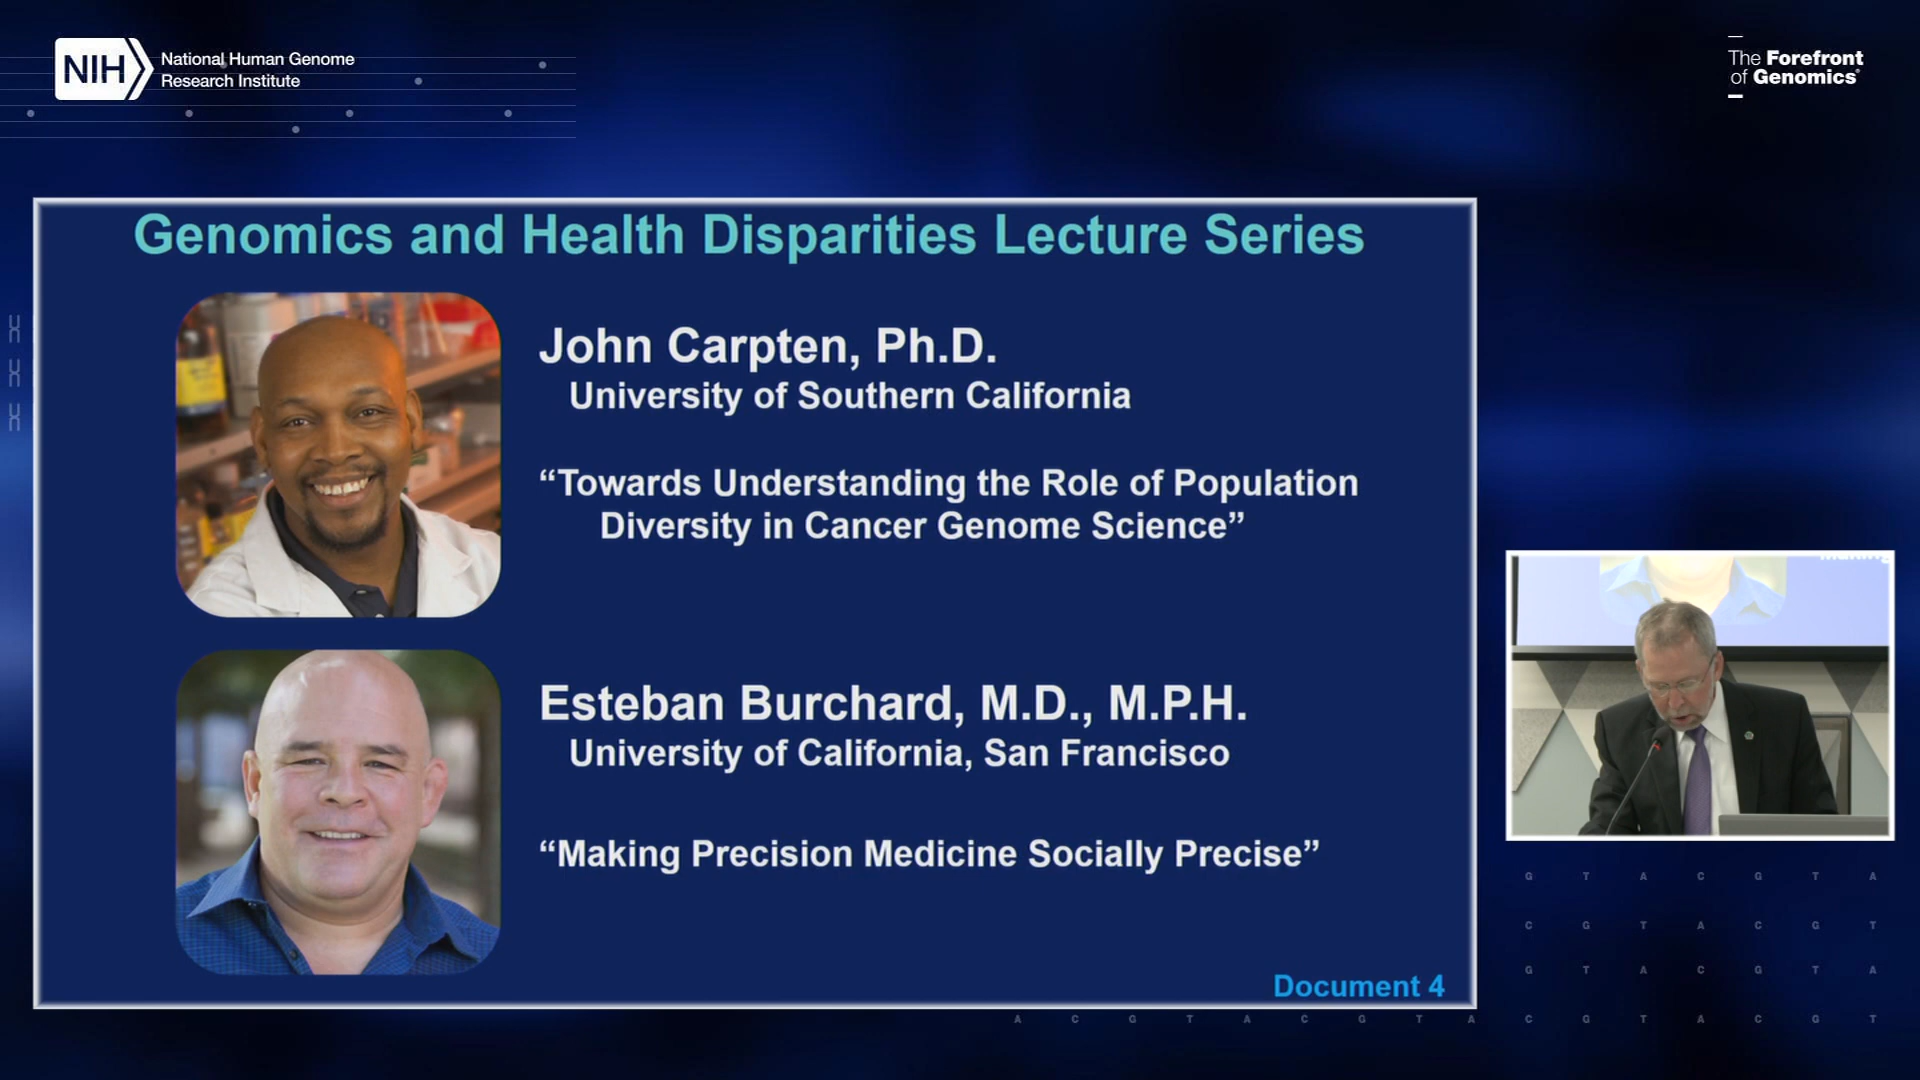 NIH
National Human Genome
Research Institute
The Forefront
of Genomics®
Genomics and Health Disparities Lecture Series
John Carpten, Ph.D.
University of Southern California
“Towards Understanding the Role of Population
Diversity in Cancer Genome Science”
Esteban Burchard, M.D., M.P.H.
University of California, San Francisco
“Making Precision Medicine Socially Precise”
Document 4
G T A C G T A
C G T A C G T
G T A C G T A
A C G T A C G T A C G T A C G T